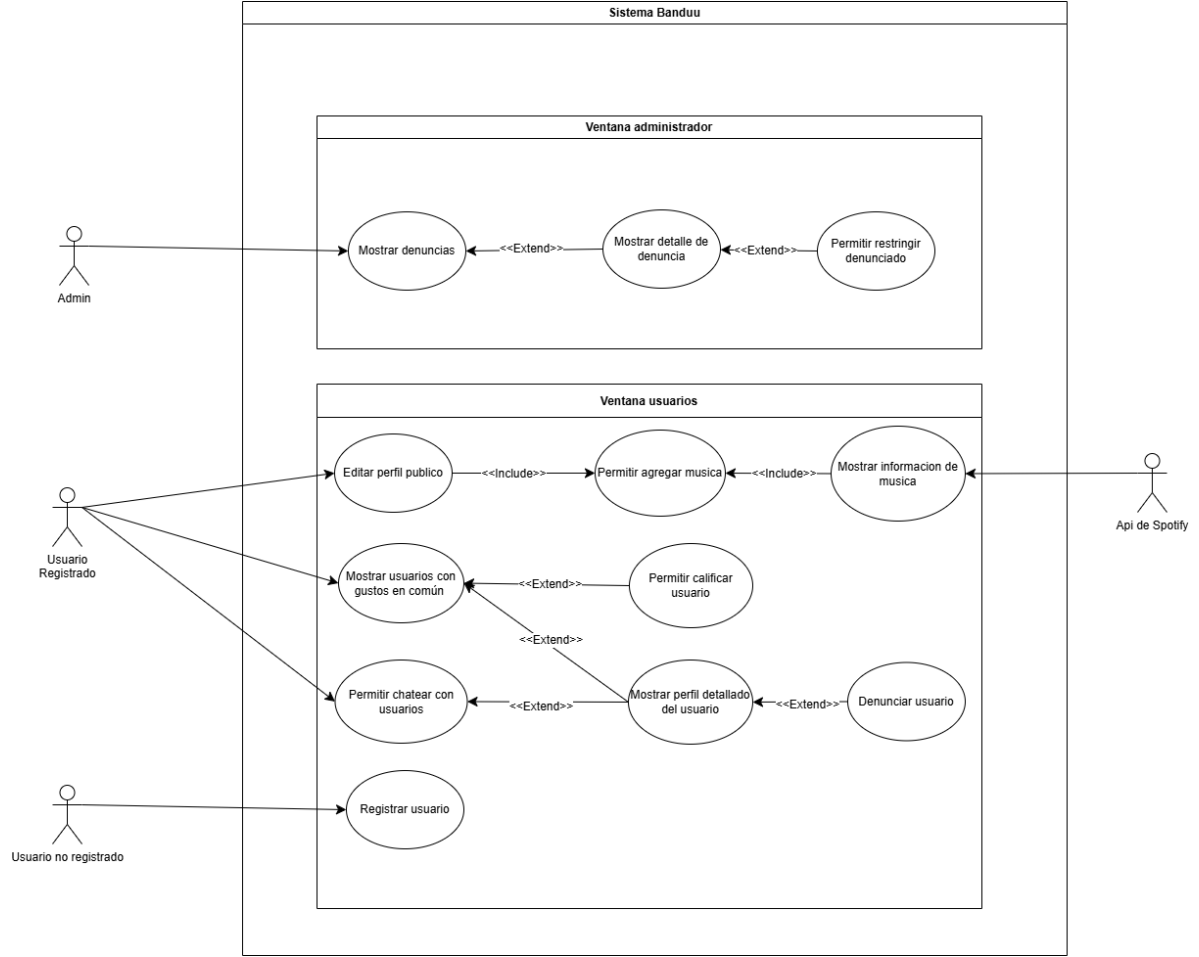 Sistema Banduu
Ventana administrador
Mostrar denuncias
<<Extend>>
Mostrar detalle de
denuncia
<<Extend>>
Permitir restringir
denunciado
Admin
Ventana usuarios
Editar perfil publico
<<Include>>
Permitir agregar musica
<<Include>>
Mostrar informacion de
musica
Api de Spotify
Usuario
Registrado
Mostrar usuarios con
gustos en común
<<Extend>>
Permitir calificar
usuario
<<Extend>>
Permitir chatear con
usuarios
<<Extend>>
Mostrar perfil detallado
del usuario
<<Extend>>
Denunciar usuario
Registrar usuario
Usuario no registrado